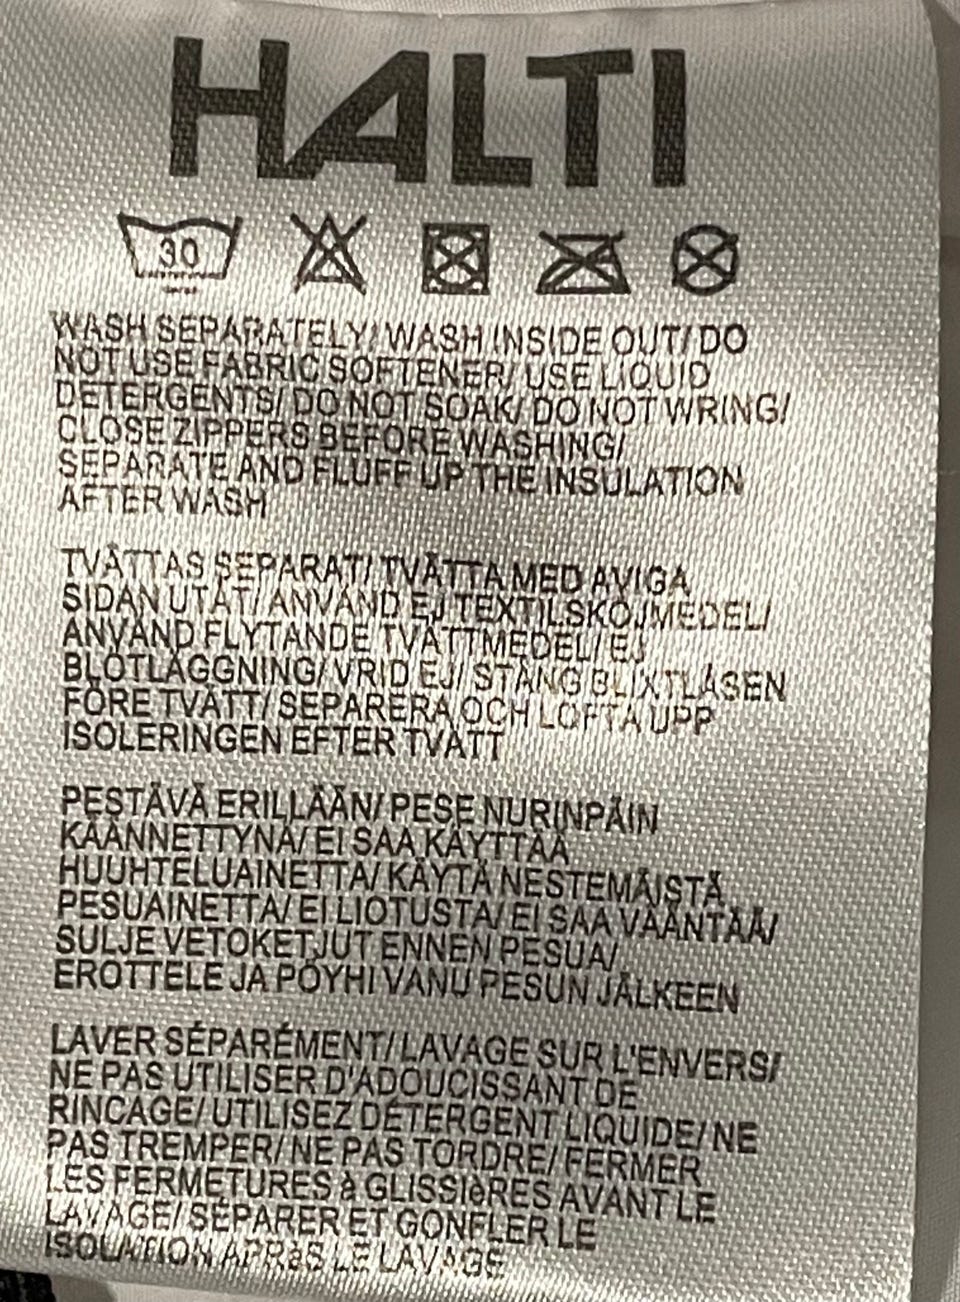 HALTI
30
WASH SEPARATELY/ WASH INSIDE OUT/ DO
NOT USE FABRIC SOFTENER/ USE LIQUID
DETERGENTS/ DO NOT SOAK/ DO NOT WRING/
CLOSE ZIPPERS BEFORE WASHING/
SEPARATE AND FLUFF UP THE INSULATION
AFTER WASH
TVÄTTAS SEPARAT/ TVÄTTA MED AVIGA
SIDAN UTÅT/ ANVÄND EJ TEXTILSKÖJMEDEL/
ANVÄND FLYTANDE TVÄTTMEDEL/ EJ
BLÖTLÄGGNING/ VRID EJ/ STÄNG BLIXTLÅSEN
FÖRE TVÄTT/ SEPARERA OCH LOFTA UPP
ISOLERINGEN EFTER TVÄTT
PESTÄVÄ ERILLÄÄN/ PESE NURINPÄIN
KÄÄNNETTYNÄ/ EI SAA KÄYTTÄÄ
HUUHTELUAINETTA/ KÄYTÄ NESTEMÄISTÄ
PESUAINETTA/ EI LIOTUSTA/ EI SAA VÄÄNTÄÄ/
SULJE VETOKETJUT ENNEN PESUA/
EROTTELE JA PÖYHI VANU PESUN JÄLKEEN
LAVER SÉPARÉMENT/ LAVAGE SUR L'ENVERS/
NE PAS UTILISER D'ADOUCISSANT DE
RINCAGE/ UTILISEZ DÉTERGENT LIQUIDE/ NE
PAS TREMPER/ NE PAS TORDRE/ FERMER
LES FERMETURES à GLISSIèRES AVANT LE
LAVAGE/ SÉPARER ET GONFLER LE
ISOLATION APRèS LE LAVAGE